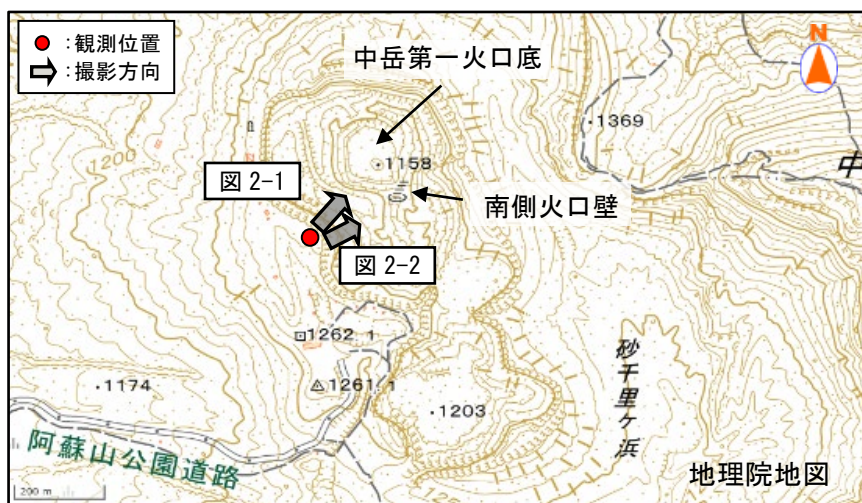 ：観測位置
：撮影方向
中岳第一火口底
N
1369
1200
1158
中
図 2-1
南側火口壁
図 2-2
1262.1
砂千里ヶ浜
1174
1261.1
1203
阿蘇山公園道路
地理院地図
200 m